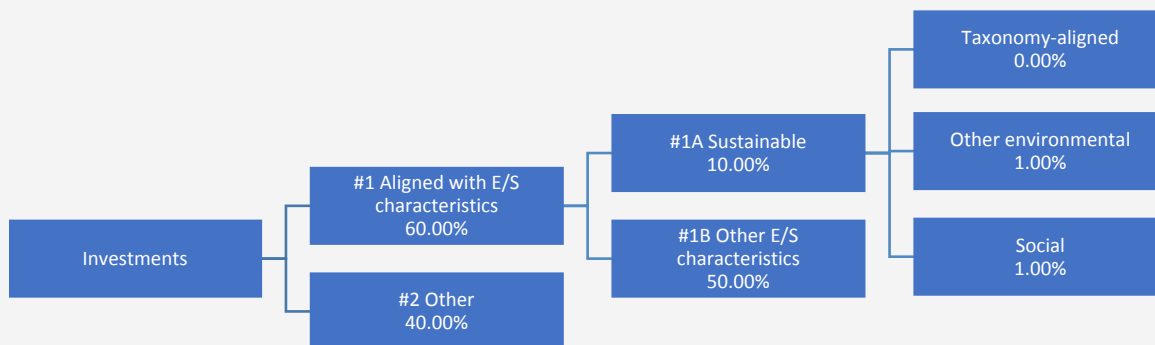 Investments
#1 Aligned with E/S
characteristics
60.00%
#2 Other
40.00%
#1A Sustainable
10.00%
#1B Other E/S
characteristics
50.00%
Taxonomy-aligned
0.00%
Other environmental
1.00%
Social
1.00%